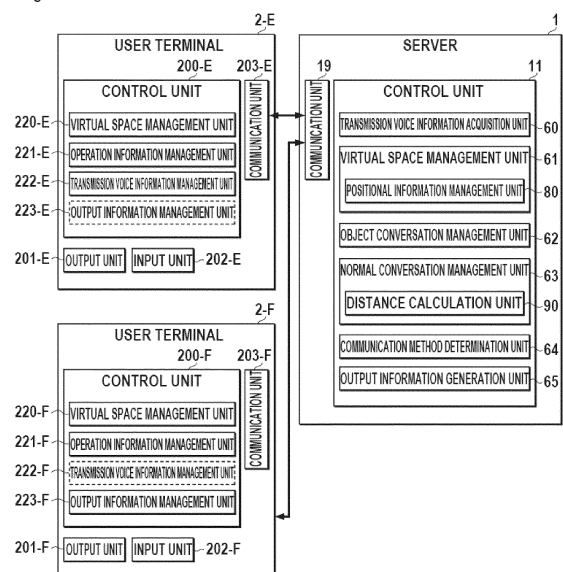 2-E
USER TERMINAL
200-E
203-E
CONTROL UNIT
COMMUNICATION UNIT
220-E
VIRTUAL SPACE MANAGEMENT UNIT
221-E
OPERATION INFORMATION MANAGEMENT UNIT
222-E
TRANSMISSION VOICE INFORMATION MANAGEMENT UNIT
223-E
OUTPUT INFORMATION MANAGEMENT UNIT
201-E
OUTPUT UNIT
INPUT UNIT
202-E
2-F
USER TERMINAL
200-F
203-F
CONTROL UNIT
COMMUNICATION UNIT
220-F
VIRTUAL SPACE MANAGEMENT UNIT
221-F
OPERATION INFORMATION MANAGEMENT UNIT
222-F
TRANSMISSION VOICE INFORMATION MANAGEMENT UNIT
223-F
OUTPUT INFORMATION MANAGEMENT UNIT
201-F
OUTPUT UNIT
INPUT UNIT
202-F
1
SERVER
19
11
COMMUNICATION UNIT
CONTROL UNIT
TRANSMISSION VOICE INFORMATION ACQUISITION UNIT
60
VIRTUAL SPACE MANAGEMENT UNIT
61
POSITIONAL INFORMATION MANAGEMENT UNIT
80
OBJECT CONVERSATION MANAGEMENT UNIT
62
NORMAL CONVERSATION MANAGEMENT UNIT
63
DISTANCE CALCULATION UNIT
90
COMMUNICATION METHOD DETERMINATION UNIT
64
OUTPUT INFORMATION GENERATION UNIT
65